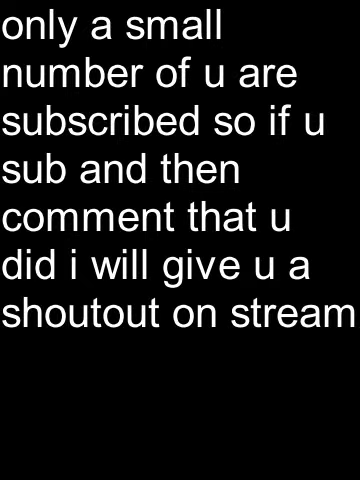 only a small
number of u are
subscribed so if u
sub and then
comment that u
did i will give u a
shoutout on stream